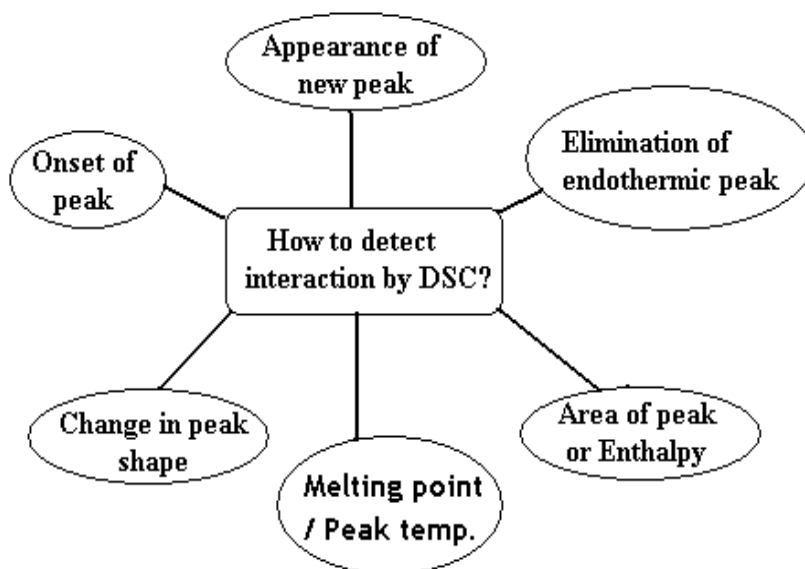 Appearance of
new peak
Onset of
peak
Elimination of
endothermic peak
How to detect
interaction by DSC?
Change in peak
shape
Melting point
/ Peak temp.
Area of peak
or Enthalpy